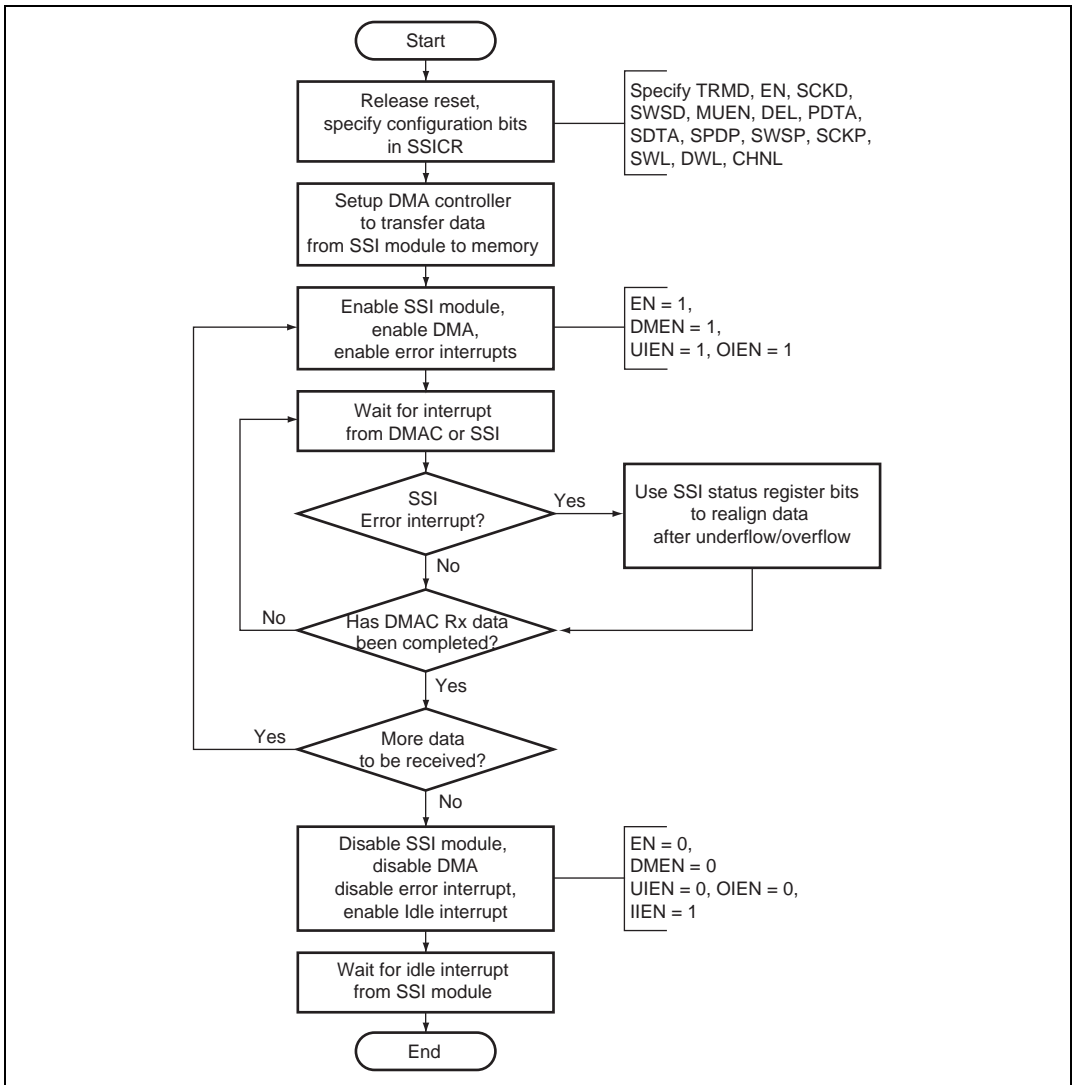 Start
Release reset,
specify configuration bits
in SSICR
Specify TRMD, EN, SCKD,
SWSD, MUEN, DEL, PDTA,
SDTA, SPDP, SWSP, SCKP,
SWL, DWL, CHNL
Setup DMA controller
to transfer data
from SSI module to memory
Enable SSI module,
enable DMA,
enable error interrupts
EN = 1,
DMEN = 1,
UIEN = 1, OIEN = 1
Wait for interrupt
from DMAC or SSI
SSI
Error interrupt?
Yes
Use SSI status register bits
to realign data
after underflow/overflow
No
Has DMAC Rx data
been completed?
No
Yes
More data
to be received?
Yes
No
Disable SSI module,
disable DMA
disable error interrupt,
enable Idle interrupt
EN = 0,
DMEN = 0
UIEN = 0, OIEN = 0,
IIEN = 1
Wait for idle interrupt
from SSI module
End